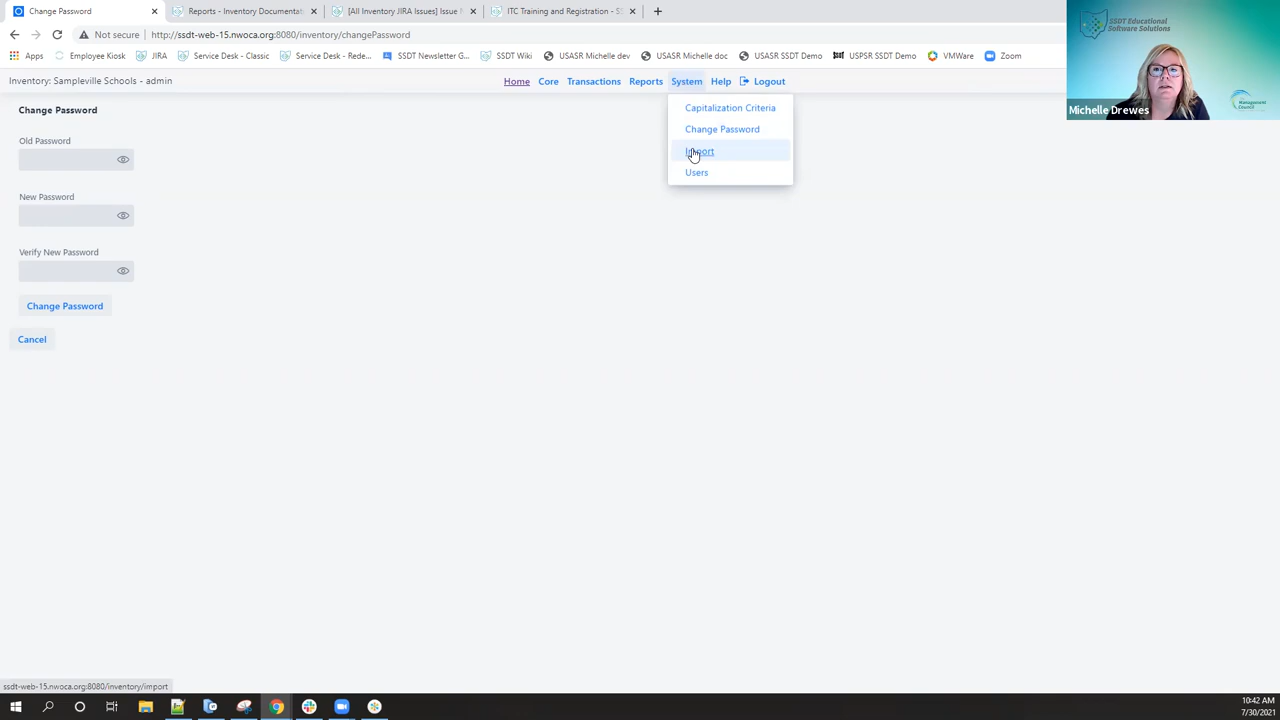 Change Password
Reports - Inventory Documentat
[All Inventory JIRA Issues] Issue N
ITC Training and Registration - SS
Not secure
http://ssdt-web-15.nwoca.org:8080/inventory/changePassword
Apps
Employee Kiosk
JIRA
Service Desk - Classic
Service Desk - Rede...
SSDT Newsletter G...
SSDT Wiki
USASR Michelle dev
USASR Michelle doc
USASR SSDT Demo
USPSR SSDT Demo
VMWare
Zoom
SSDT Educational
Software Solutions
Management
Council
Michelle Drewes
Inventory: Sampleville Schools - admin
Home
Core
Transactions
Reports
System
Help
Logout
Capitalization Criteria
Change Password
Import
Users
Change Password
Old Password
New Password
Verify New Password
Change Password
Cancel
ssdt-web-15.nwoca.org:8080/inventory/import
10:42 AM
7/30/2021